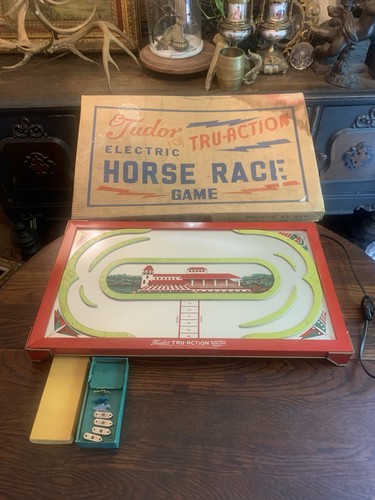 Tudor TRU-ACTION
ELECTRIC
HORSE RACE
GAME
Tudor TRU-ACTION